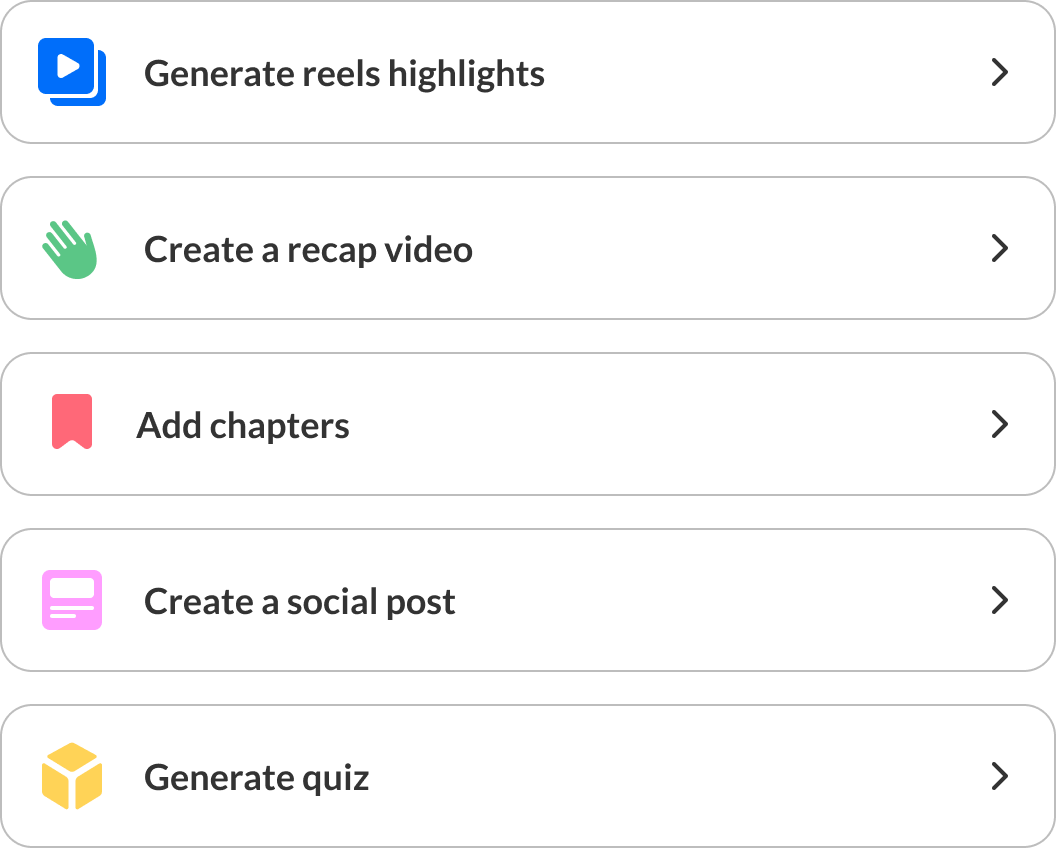 Generate reels highlights
Create a recap video
Add chapters
Create a social post
Generate quiz